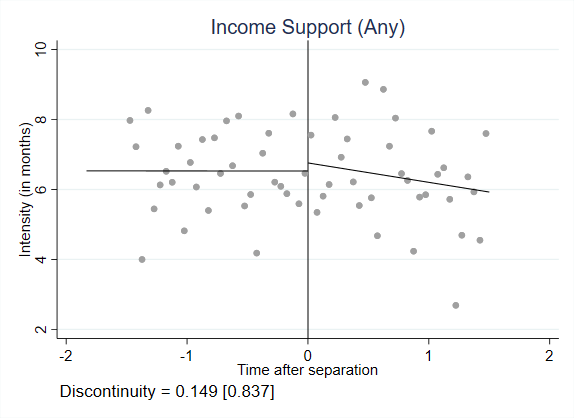 Income Support (Any)
Intensity (in months)
10
8
6
4
2
-2
-1
0
1
2
Time after separation
Discontinuity = 0.149 [0.837]